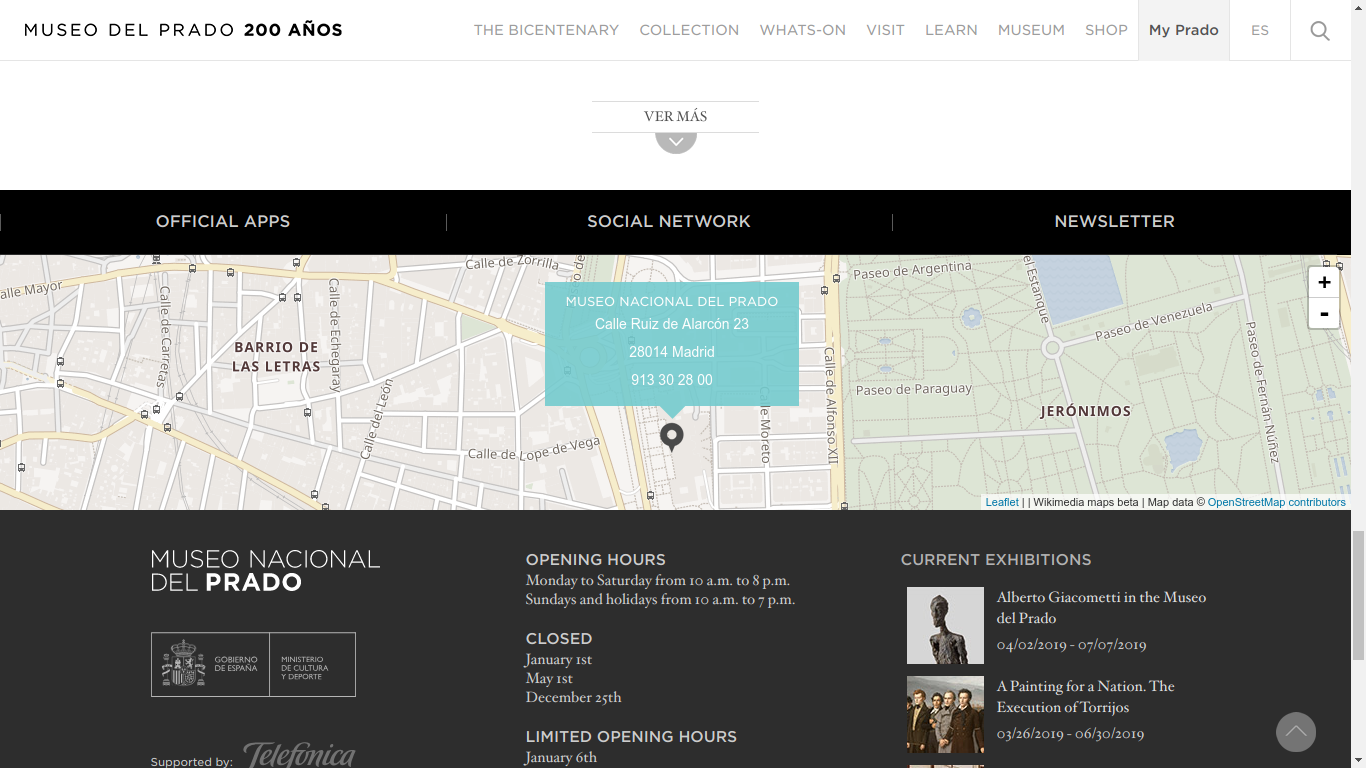 MUSEO DEL PRADO 200 AÑOS
THE BICENTENARY COLLECTION WHATS-ON VISIT LEARN MUSEUM SHOP My Prado ES
VER MÁS
OFFICIAL APPS SOCIAL NETWORK NEWSLETTER
Calle de Zorrilla
Paseo de Argentina
del Estanque
alle Mayor
Calle de Carretas
Calle de Echegaray
BARRIO DE
LAS LETRAS
MUSEO NACIONAL DEL PRADO
Calle Ruiz de Alarcón 23
28014 Madrid
913 30 28 00
Paseo de Venezuela
Paseo de Paraguay
Paseo de Fernán Núñez
JERÓNIMOS
Calle del León
Calle de Lope de Vega
Calle Moreto
Calle de Alfonso XII
+
-
Leaflet | | Wikimedia maps beta | Map data © OpenStreetMap contributors
MUSEO NACIONAL
DEL PRADO
GOBIERNO
DE ESPAÑA
MINISTERIO
DE CULTURA
Y DEPORTE
Supported by: Telefónica
OPENING HOURS
Monday to Saturday from 10 a.m. to 8 p.m.
Sundays and holidays from 10 a.m. to 7 p.m.
CLOSED
January 1st
May 1st
December 25th
LIMITED OPENING HOURS
January 6th
CURRENT EXHIBITIONS
Alberto Giacometti in the Museo
del Prado
04/02/2019 - 07/07/2019
A Painting for a Nation. The
Execution of Torrijos
03/26/2019 - 06/30/2019